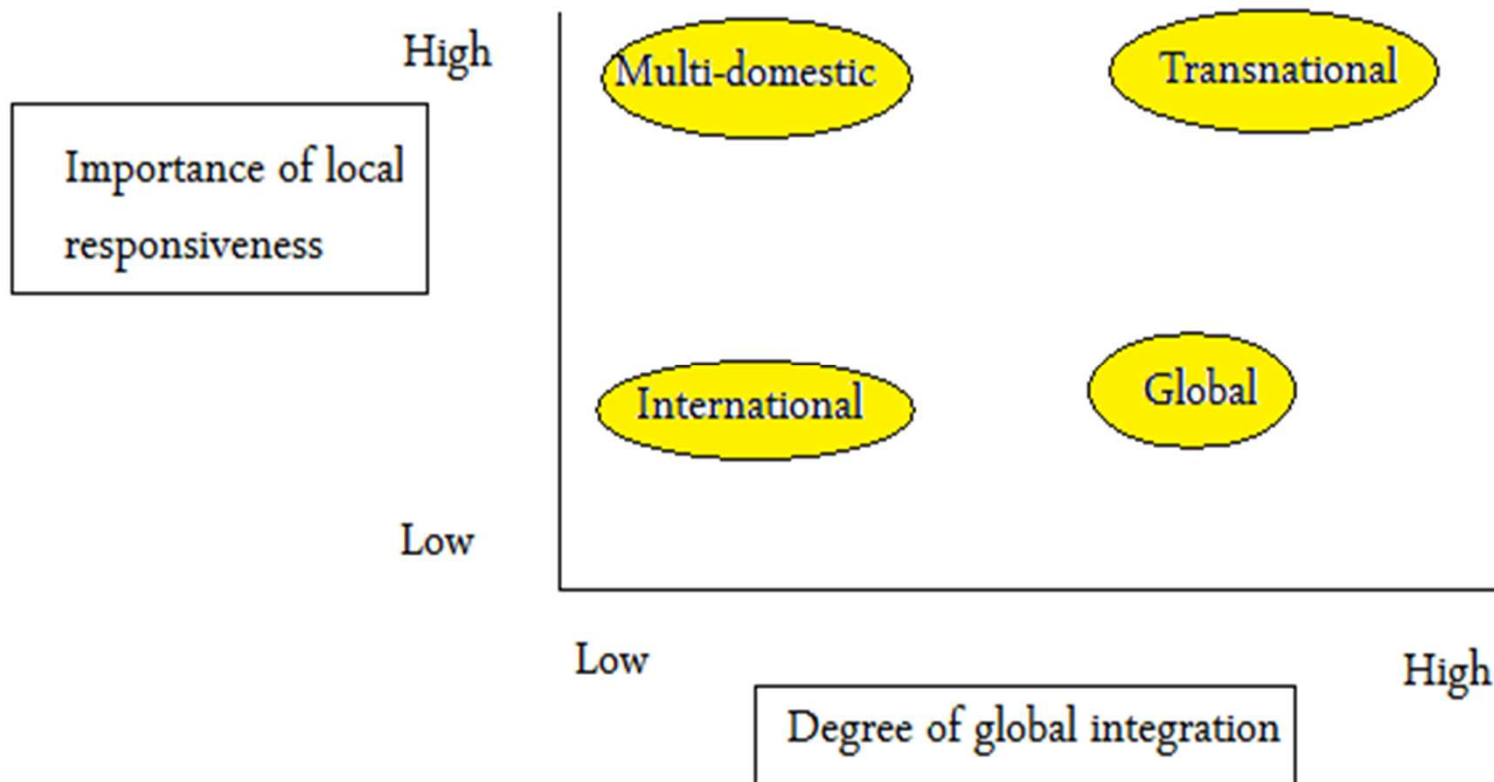 High
Multi-domestic
Transnational
Importance of local
responsiveness
International
Global
Low
Low
High
Degree of global integration